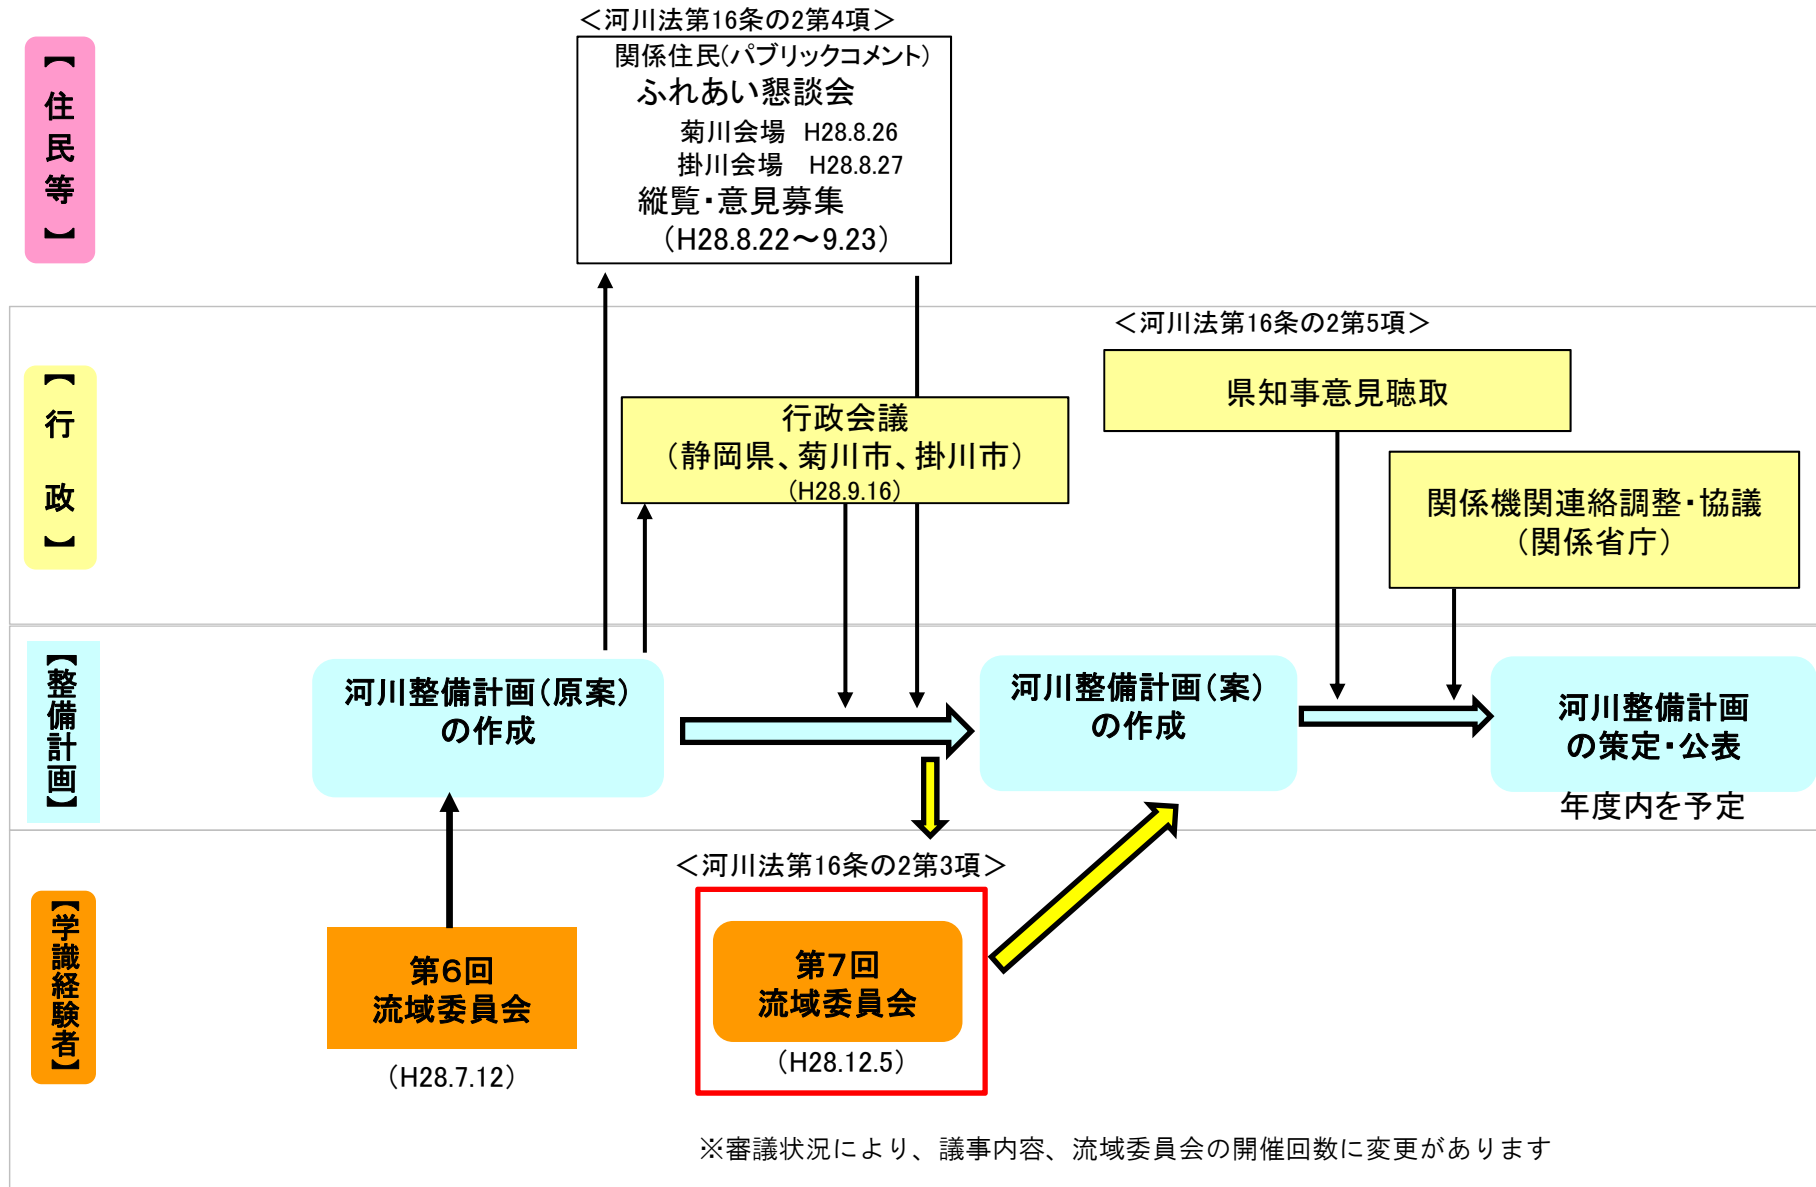 ＜河川法第16条の2第4項＞
【住民等】
関係住民(パブリックコメント)
ふれあい懇談会
菊川会場　H28.8.26
掛川会場　H28.8.27
縦覧・意見募集
（H28.8.22～9.23）
【行　政】
＜河川法第16条の2第5項＞
県知事意見聴取
行政会議
（静岡県、菊川市、掛川市）
（H28.9.16）
関係機関連絡調整・協議
（関係省庁）
【整備計画】
河川整備計画（原案）
の作成
河川整備計画（案）
の作成
河川整備計画
の策定・公表
年度内を予定
【学識経験者】
＜河川法第16条の2第3項＞
第６回
流域委員会
（H28.7.12）
第７回
流域委員会
（H28.12.5）
※審議状況により、議事内容、流域委員会の開催回数に変更があります